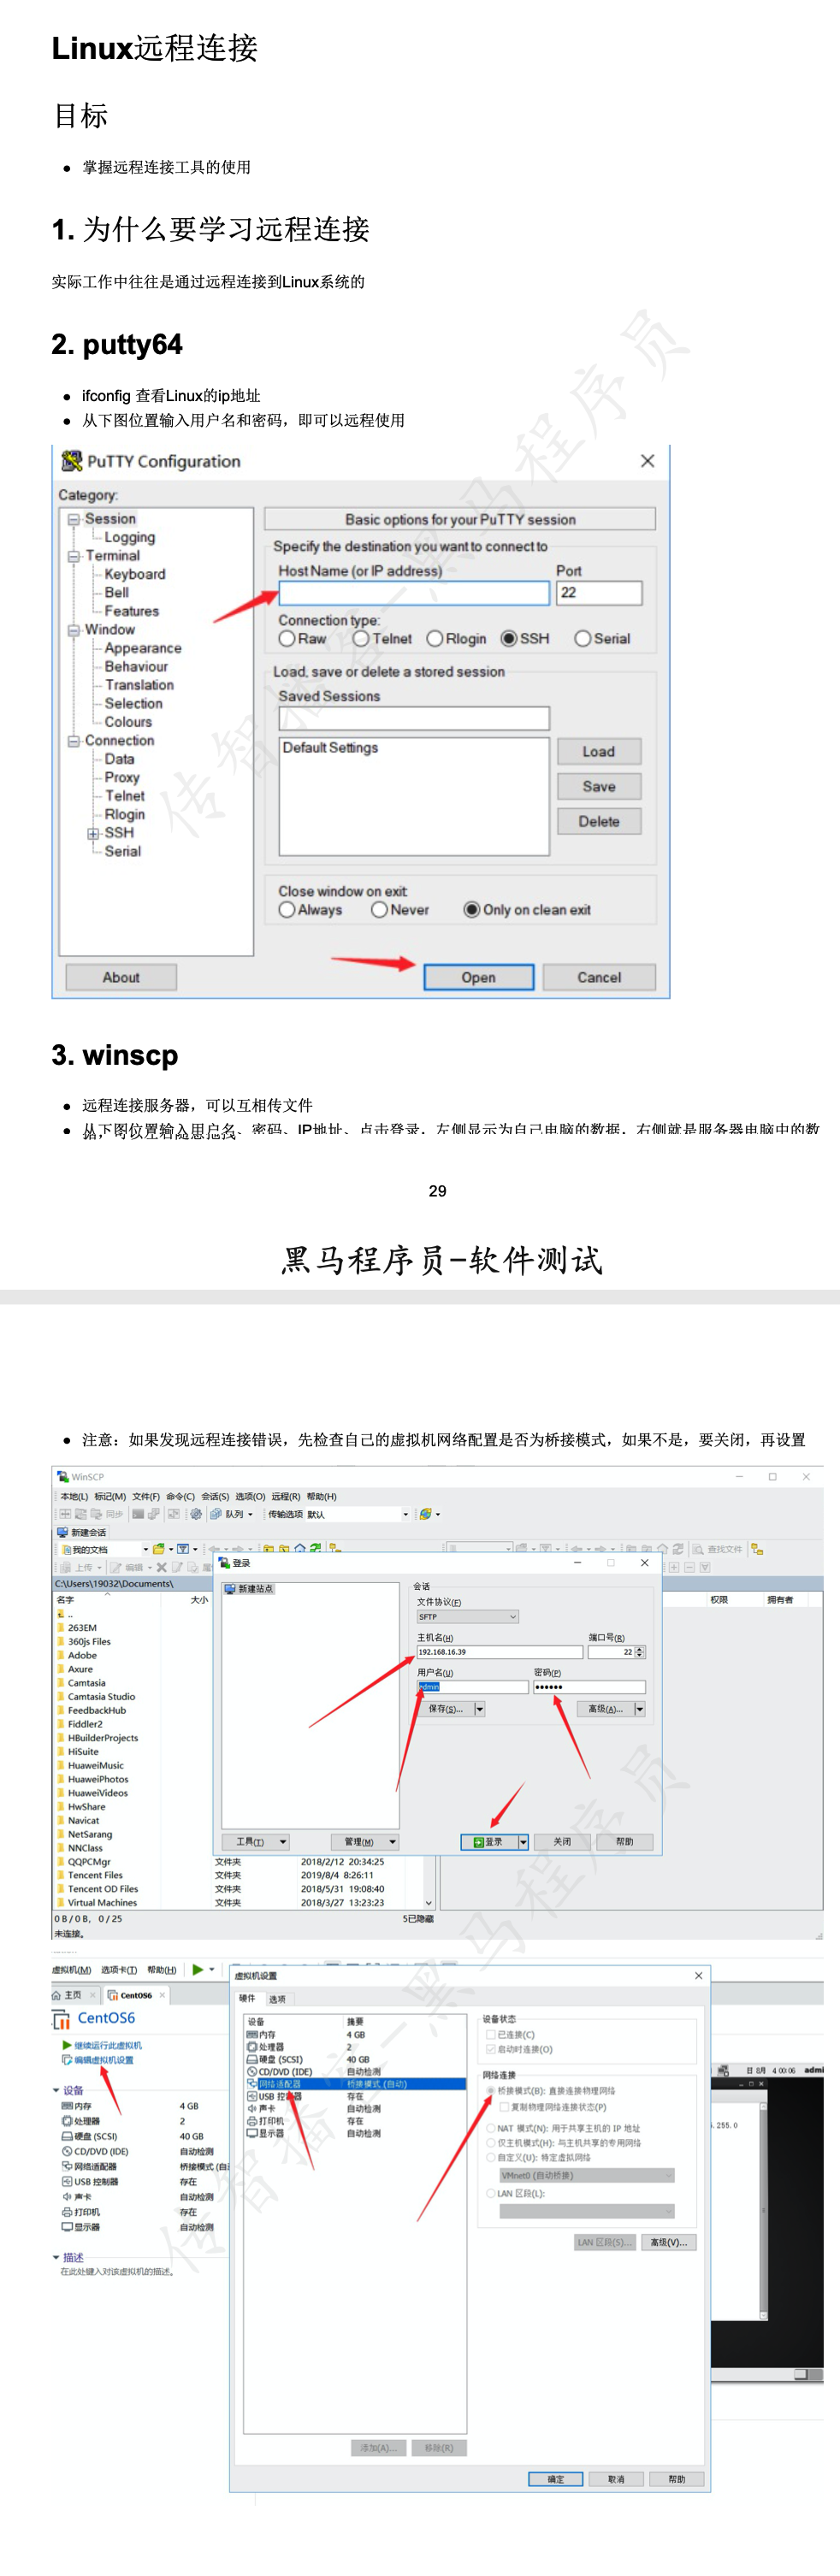 Linux远程连接
目标
掌握远程连接工具的使用
1. 为什么要学习远程连接
实际工作中往往是通过远程连接到Linux系统的
2. putty64
ifconfig 查看Linux的ip地址
从下图位置输入用户名和密码，即可以远程使用
PuTTY Configuration
Category:
Session
Logging
Terminal
Keyboard
Bell
Features
Window
Appearance
Behaviour
Translation
Selection
Colours
Connection
Data
Proxy
Telnet
Rlogin
SSH
Serial
Basic options for your PuTTY session
Specify the destination you want to connect to
Host Name (or IP address) Port
22
Connection type:
Raw Telnet Rlogin SSH Serial
Load, save or delete a stored session
Saved Sessions
Default Settings
Load
Save
Delete
Close window on exit:
Always Never Only on clean exit
About Open Cancel
传智播客-黑马程序员
3. winscp
远程连接服务器，可以互相传文件
从下图位置输入用户名、密码、IP地址、点击登录，左侧显示为自己电脑的数据，右侧就是服务器电脑中的数
29
黑马程序员-软件测试
注意：如果发现远程连接错误，先检查自己的虚拟机网络配置是否为桥接模式，如果不是，要关闭，再设置
WinSCP
本地(L) 标记(M) 文件(F) 命令(C) 会话(S) 选项(O) 远程(R) 帮助(H)
同步 队列 传输选项 默认
新建会话
我的文档 查找文件
上传 编辑
C:\Users\19032\Documents\
名字 大小 权限 拥有者
..
263EM
360js Files
Adobe
Axure
Camtasia
Camtasia Studio
FeedbackHub
Fiddler2
HBuilderProjects
HiSuite
HuaweiMusic
HuaweiPhotos
HuaweiVideos
HwShare
Navicat
NetSarang
NNClass
QQPCMgr 文件夹 2018/2/12 20:34:25
Tencent Files 文件夹 2019/8/4 8:26:11
Tencent OD Files 文件夹 2018/5/31 19:08:40
Virtual Machines 文件夹 2018/3/27 13:23:23
0 B / 0 B, 0 / 25 5已隐藏
未连接。
登录
新建站点
会话
文件协议(F)
SFTP
主机名(H) 端口号(R)
192.168.16.39 22
用户名(U) 密码(P)
admin ••••••
保存(S)... 高级(A)...
工具(T) 管理(M) 登录 关闭 帮助
虚拟机(M) 选项卡(T) 帮助(H)
主页 CentOS6
CentOS6
继续运行此虚拟机
编辑虚拟机设置
设备
内存 4 GB
处理器 2
硬盘 (SCSI) 40 GB
CD/DVD (IDE) 自动检测
网络适配器 桥接模式 (自
USB 控制器 存在
声卡 自动检测
打印机 存在
显示器 自动检测
描述
在此处键入对该虚拟机的描述。
虚拟机设置
硬件 选项
设备 摘要
内存 4 GB
处理器 2
硬盘 (SCSI) 40 GB
CD/DVD (IDE) 自动检测
网络适配器 桥接模式 (自动)
USB 控制器 存在
声卡 自动检测
打印机 存在
显示器 自动检测
添加(A)... 移除(R)
设备状态
已连接(C)
启动时连接(O)
网络连接
桥接模式(B): 直接连接物理网络
复制物理网络连接状态(P)
NAT 模式(N): 用于共享主机的 IP 地址
仅主机模式(H): 与主机共享的专用网络
自定义(U): 特定虚拟网络
VMnet0 (自动桥接)
LAN 区段(L):
LAN 区段(S)... 高级(V)...
确定 取消 帮助
日 8月 4 00:06 admi
.255.0
传智播客-黑马程序员